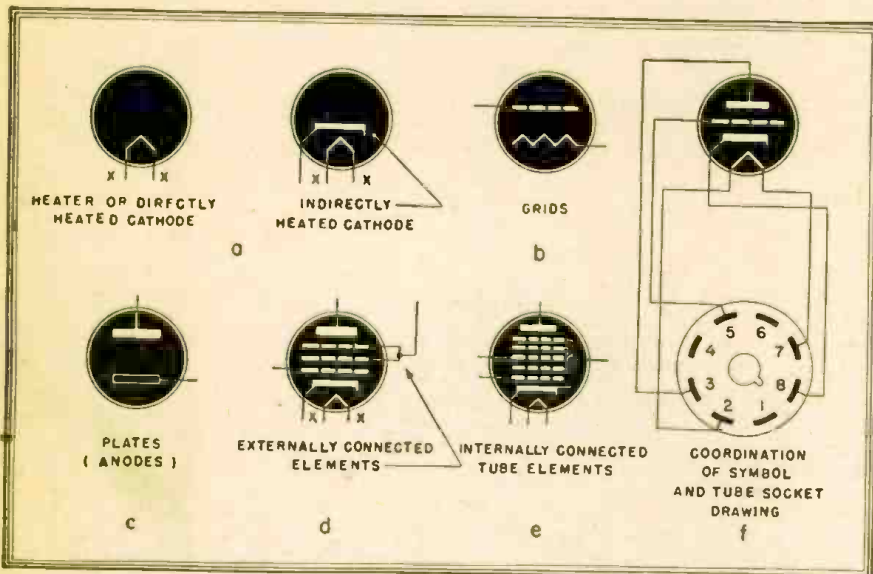 X X
HEATER OR DIRFCTLY
HEATED CATHODE
X X
INDIRECTLY
HEATED CATHODE
a
GRIDS
b
PLATES
( ANODES )
c
X X
EXTERNALLY CONNECTED
ELEMENTS
d
INTERNALLY CONNECTED
TUBE ELEMENTS
e
5 6
4 7
3 8
2 1
COORDINATION
OF SYMBOL
AND TUBE SOCKET
DRAWING
f